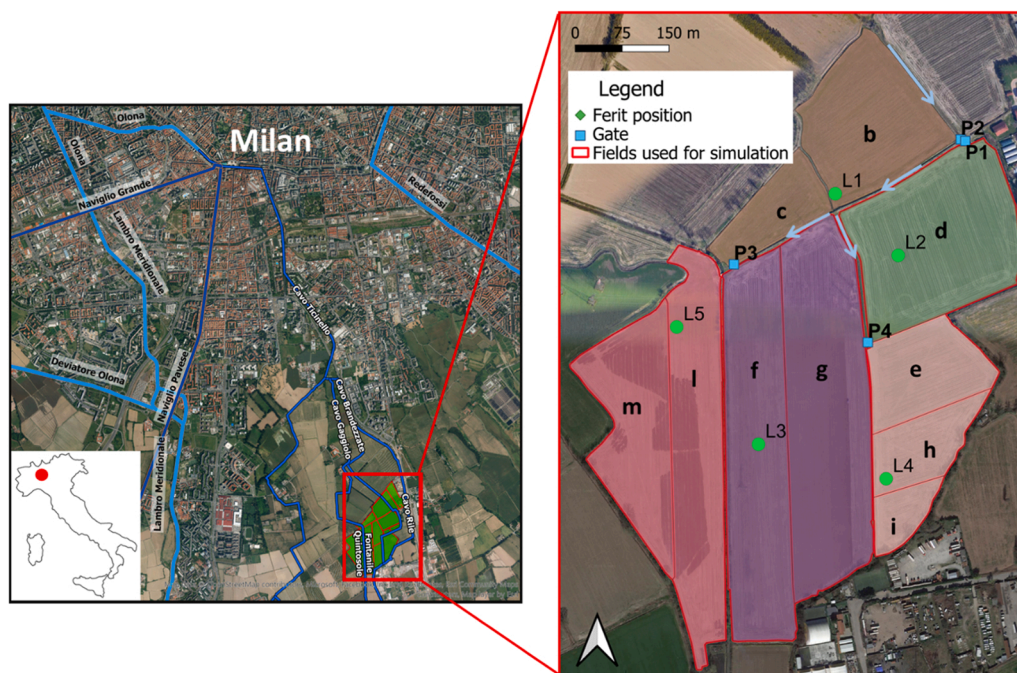 Milan
Olona
Olona
Naviglio Grande
Lambro Meridionale
Redefossi
Cavo Ticinello
Deviatore Olona
Naviglio Pavese
Lambro Meridionale
Cavo Brandezzate
Cavo Gaggiolo
Cavo Rile
Fontanile
Quintosole
0 75 150 m
Legend
Ferit position
Gate
Fields used for simulation
b
P2
P1
L1
c
d
L2
P3
L5
P4
m
l
f
g
e
L3
h
L4
i